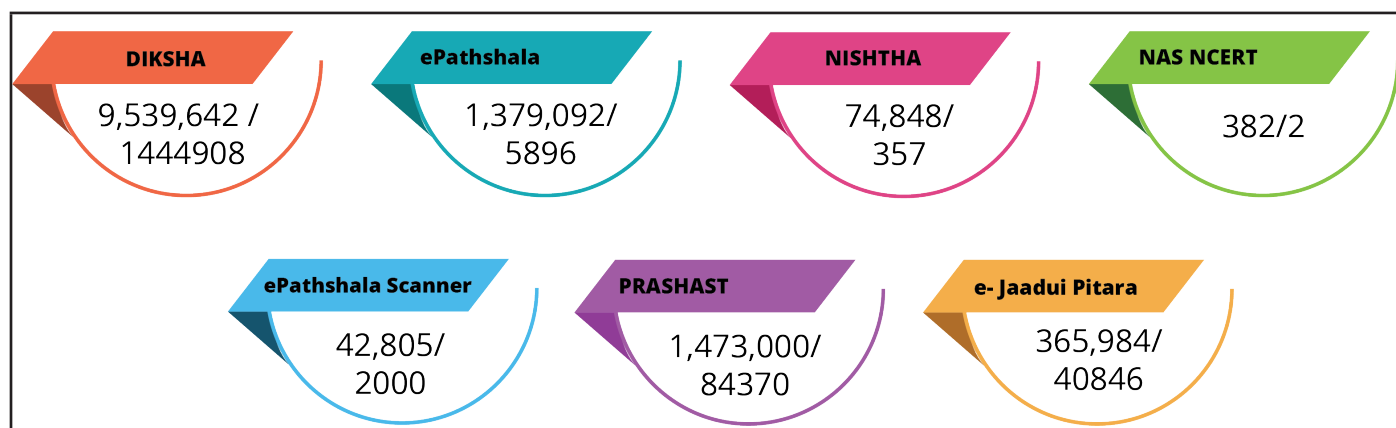 DIKSHA
9,539,642 /
1444908
ePathshala
1,379,092/
5896
NISHTHA
74,848/
357
NAS NCERT
382/2
ePathshala Scanner
42,805/
2000
PRASHAST
1,473,000/
84370
e- Jaadui Pitara
365,984/
40846